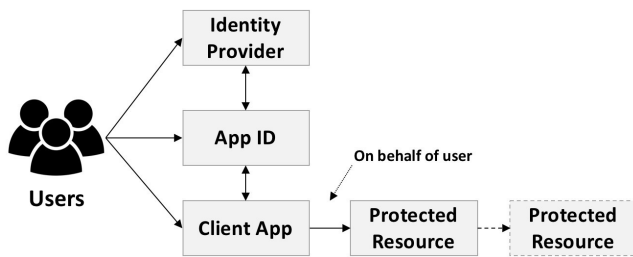 Identity
Provider
App ID
On behalf of user
Users
Client App
Protected
Resource
Protected
Resource